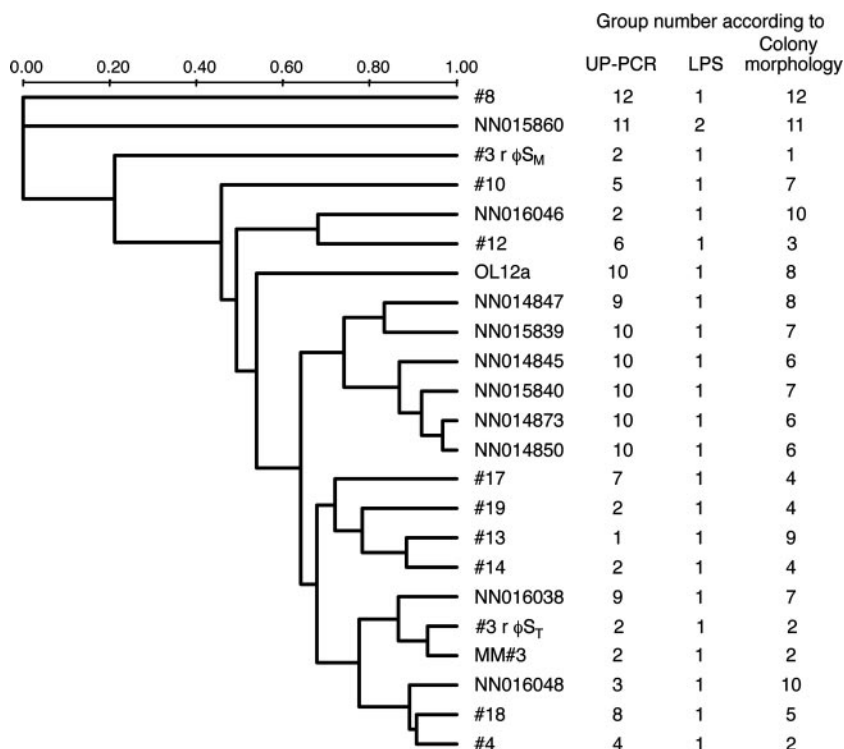 Group number according to
UP-PCR LPS Colony morphology
0.00 0.20 0.40 0.60 0.80 1.00
#8 12 1 12
NN015860 11 2 11
#3 r ϕS_M 2 1 1
#10 5 1 7
NN016046 2 1 10
#12 6 1 3
OL12a 10 1 8
NN014847 9 1 8
NN015839 10 1 7
NN014845 10 1 6
NN015840 10 1 7
NN014873 10 1 6
NN014850 10 1 6
#17 7 1 4
#19 2 1 4
#13 1 1 9
#14 2 1 4
NN016038 9 1 7
#3 r ϕS_T 2 1 2
MM#3 2 1 2
NN016048 3 1 10
#18 8 1 5
#4 4 1 2